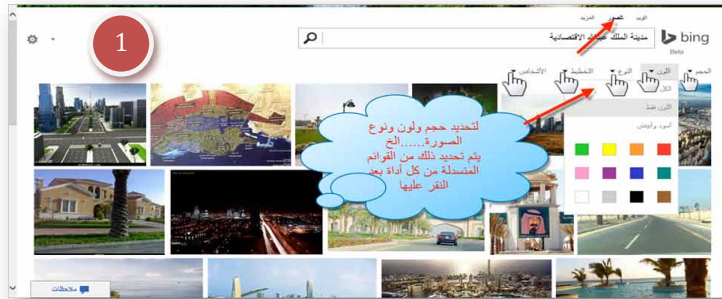 الويب الصور المزيد
1
bing
Beta
مدينة الملك عبدالله الاقتصادية
الحجم اللون النوع التخطيط الأشخاص
الكل
اللون فقط
أسود وأبيض
لتحديد حجم ولون ونوع
الصورة......الخ
يتم تحديد ذلك من القوائم
المنسدلة من كل أداة بعد
النقر عليها
ملاحظات